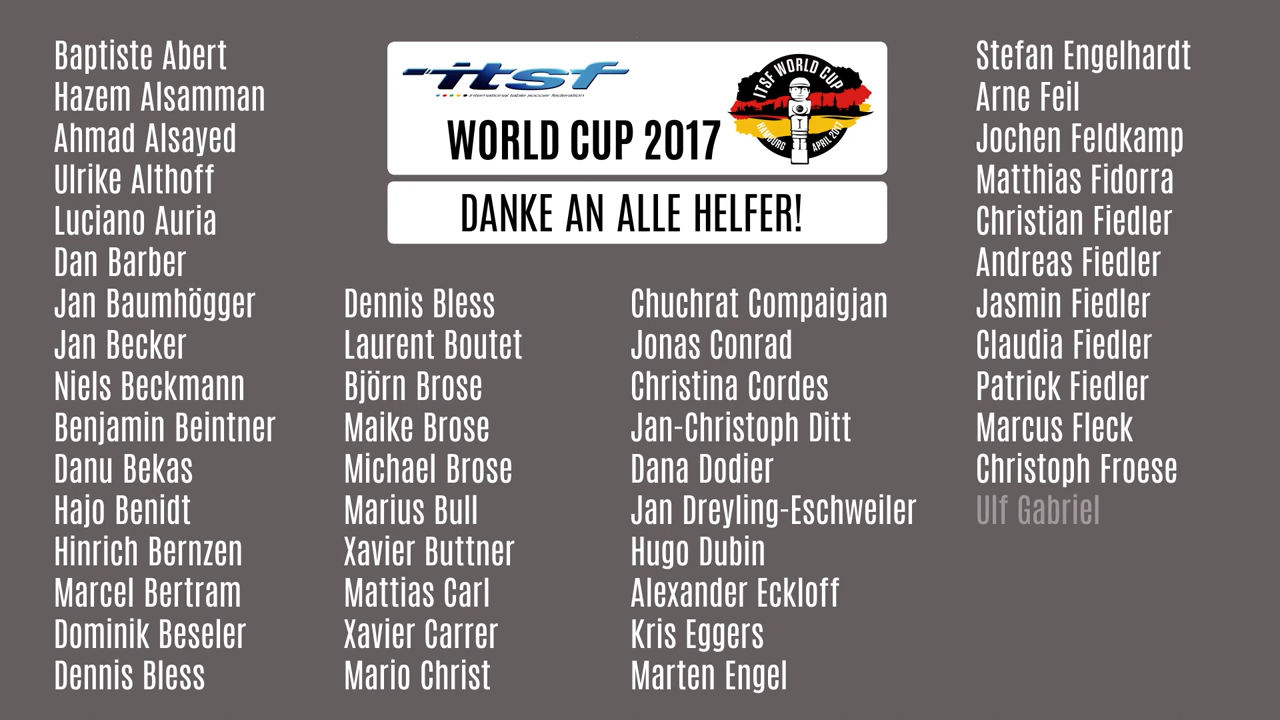 Baptiste Abert
Hazem Alsamman
Ahmad Alsayed
Ulrike Althoff
Luciano Auria
Dan Barber
Jan Baumhögger
Jan Becker
Niels Beckmann
Benjamin Beintner
Danu Bekas
Hajo Benidt
Hinrich Bernzen
Marcel Bertram
Dominik Beseler
Dennis Bless
itsf
international table soccer federation
WORLD CUP 2017
ITSF WORLD CUP
HAMBURG APRIL 2017
DANKE AN ALLE HELFER!
Dennis Bless
Laurent Boutet
Björn Brose
Maike Brose
Michael Brose
Marius Bull
Xavier Buttner
Mattias Carl
Xavier Carrer
Mario Christ
Chuchrat Compaigjan
Jonas Conrad
Christina Cordes
Jan-Christoph Ditt
Dana Dodier
Jan Dreyling-Eschweiler
Hugo Dubin
Alexander Eckloff
Kris Eggers
Marten Engel
Stefan Engelhardt
Arne Feil
Jochen Feldkamp
Matthias Fidorra
Christian Fiedler
Andreas Fiedler
Jasmin Fiedler
Claudia Fiedler
Patrick Fiedler
Marcus Fleck
Christoph Froese
Ulf Gabriel